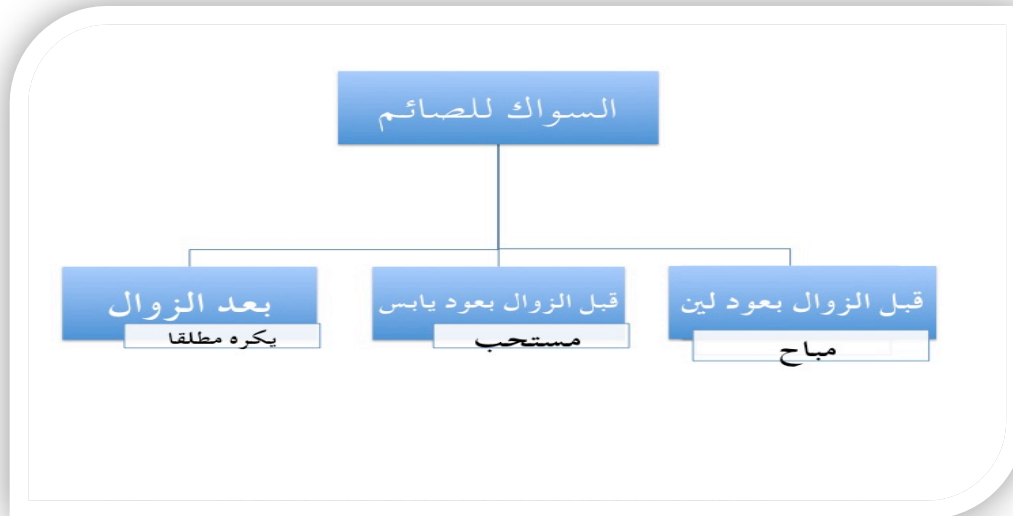 السواك للصائم
قبل الزوال بعود لين
مباح
قبل الزوال بعود يابس
مستحب
بعد الزوال
يكره مطلقا